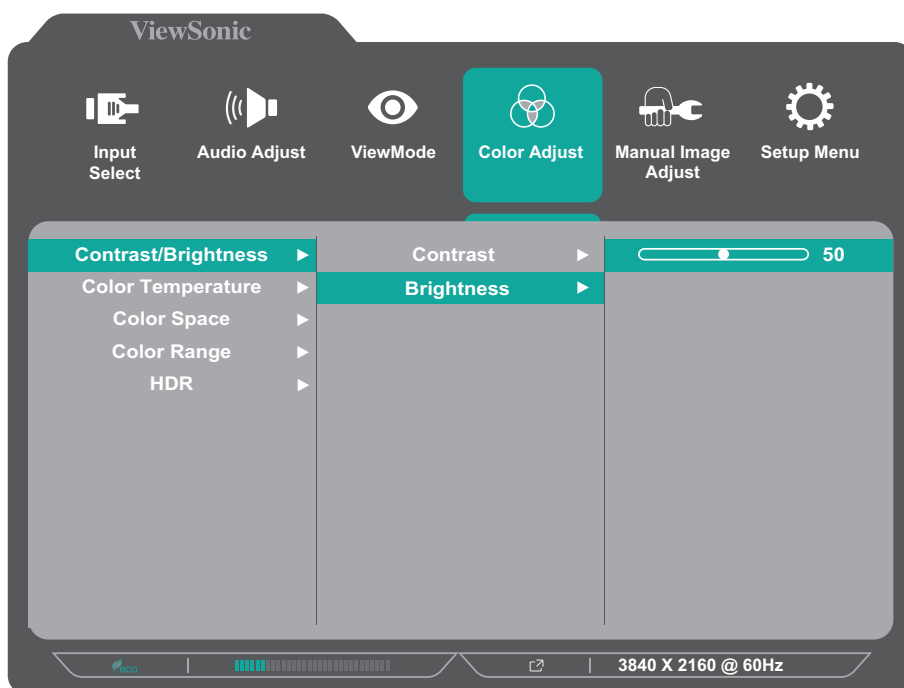 ViewSonic
Input Select
Audio Adjust
ViewMode
Color Adjust
Manual Image Adjust
Setup Menu
Contrast/Brightness
Contrast
50
Color Temperature
Brightness
Color Space
Color Range
HDR
eco
3840 X 2160 @ 60Hz